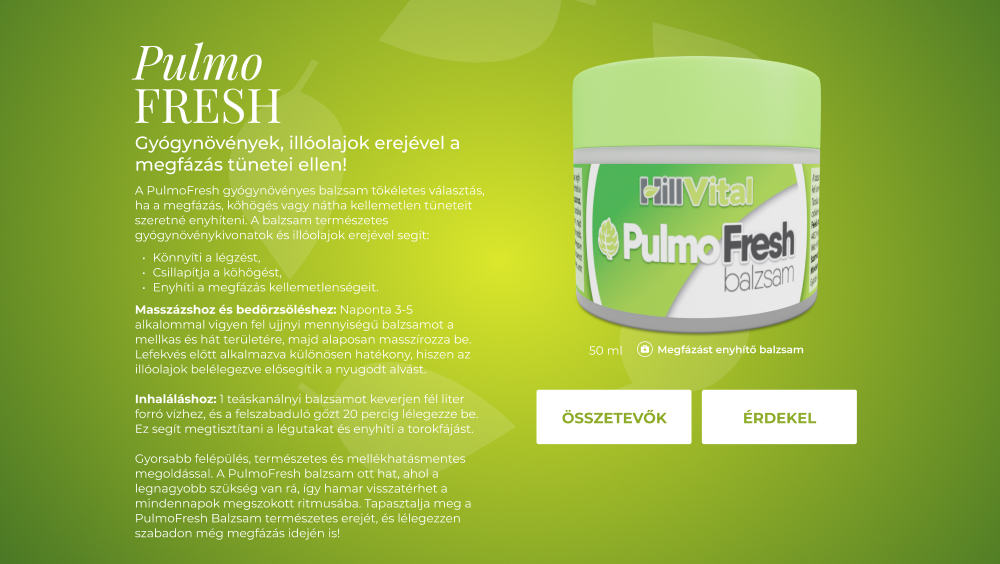 Pulmo
FRESH
Gyógynövények, illóolajok erejével a
megfázás tünetei ellen!
A PulmoFresh gyógynövényes balzsam tökéletes választás,
ha a megfázás, köhögés vagy nátha kellemetlen tüneteit
szeretné enyhíteni. A balzsam természetes
gyógynövénykivonatok és illóolajok erejével segít:
• Könnyíti a légzést,
• Csillapítja a köhögést,
• Enyhíti a megfázás kellemetlenségeit.
Masszázshoz és bedörzsöléshez: Naponta 3-5
alkalommal vigyen fel ujjnyi mennyiségű balzsamot a
mellkas és hát területére, majd alaposan masszírozza be.
Lefekvés előtt alkalmazva különösen hatékony, hiszen az
illóolajok belélegezve elősegítik a nyugodt alvást.
Inhaláláshoz: 1 teáskanálnyi balzsamot keverjen fél liter
forró vízhez, és a felszabaduló gőzt 20 percig lélegezze be.
Ez segít megtisztítani a légutakat és enyhíti a torokfájást.
Gyorsabb felépülés, természetes és mellékhatásmentes
megoldással. A PulmoFresh balzsam ott hat, ahol a
legnagyobb szükség van rá, így hamar visszatérhet a
mindennapok megszokott ritmusába. Tapasztalja meg a
PulmoFresh Balzsam természetes erejét, és lélegezzen
szabadon még megfázás idején is!
HillVital
PulmoFresh
balzsam
50 ml Megfázást enyhítő balzsam
ÖSSZETEVŐK
ÉRDEKEL